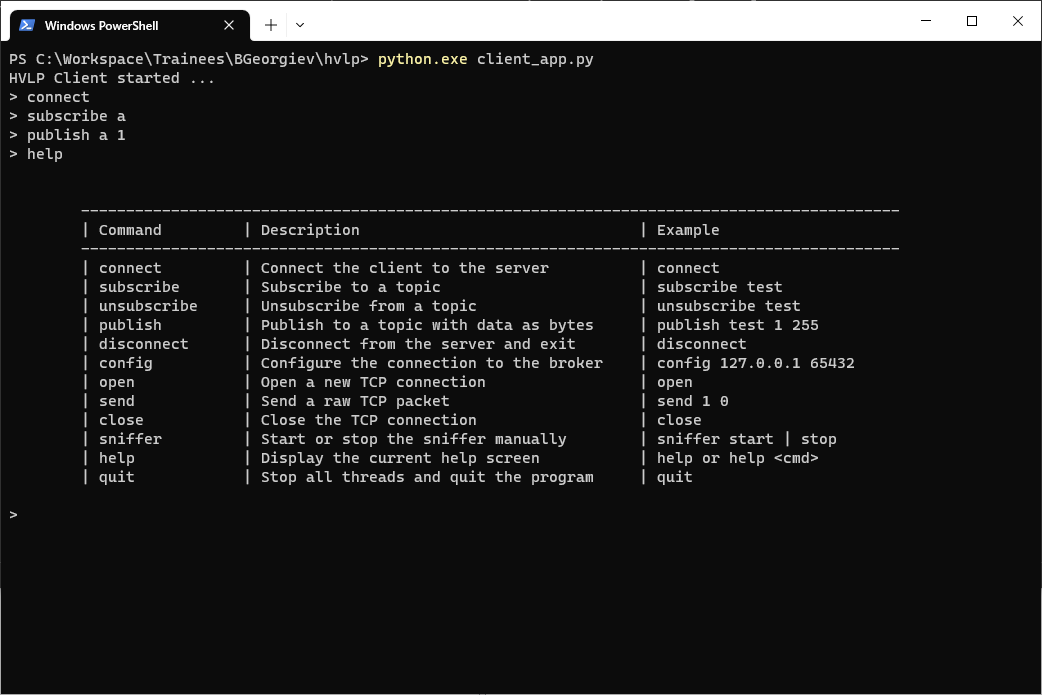 Windows PowerShell
PS C:\Workspace\Trainees\BGeorgiev\hvlp> python.exe client_app.py
HVLP Client started ...
> connect
> subscribe a
> publish a 1
> help
-------------------------------------------------------------------------------------------
| Command         | Description                               | Example
-------------------------------------------------------------------------------------------
| connect         | Connect the client to the server          | connect
| subscribe       | Subscribe to a topic                      | subscribe test
| unsubscribe     | Unsubscribe from a topic                  | unsubscribe test
| publish         | Publish to a topic with data as bytes     | publish test 1 255
| disconnect      | Disconnect from the server and exit       | disconnect
| config          | Configure the connection to the broker    | config 127.0.0.1 65432
| open            | Open a new TCP connection                 | open
| send            | Send a raw TCP packet                     | send 1 0
| close           | Close the TCP connection                  | close
| sniffer         | Start or stop the sniffer manually        | sniffer start | stop
| help            | Display the current help screen           | help or help <cmd>
| quit            | Stop all threads and quit the program     | quit
>